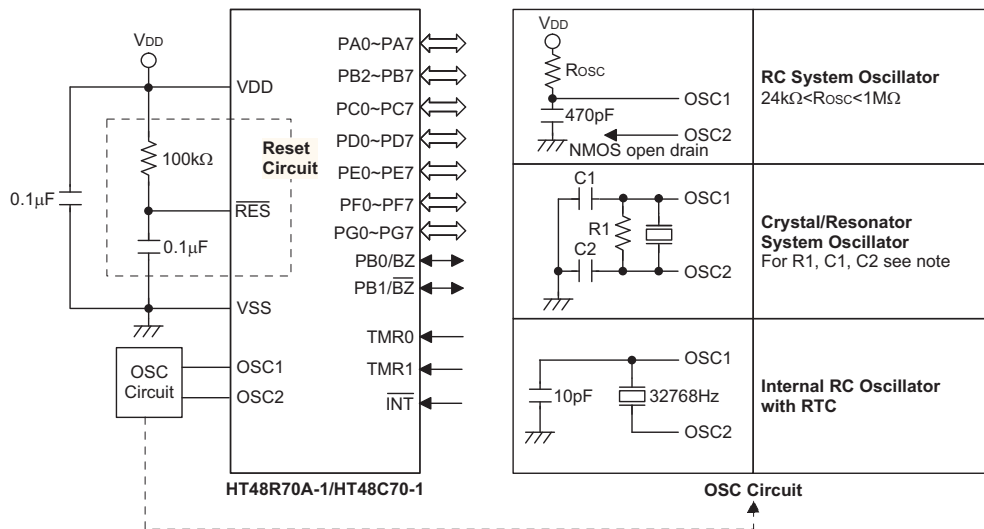 VDD
0.1μF
100kΩ
Reset
Circuit
0.1μF
OSC
Circuit
VDD
R̅E̅S̅
VSS
OSC1
OSC2
PA0~PA7
PB2~PB7
PC0~PC7
PD0~PD7
PE0~PE7
PF0~PF7
PG0~PG7
PB0/BZ
PB1/B̅Z̅
TMR0
TMR1
I̅N̅T̅
HT48R70A-1/HT48C70-1
VDD
ROSC
OSC1
470pF
OSC2
NMOS open drain
RC System Oscillator
24kΩ<ROSC<1MΩ
C1
OSC1
R1
C2
OSC2
Crystal/Resonator
System Oscillator
For R1, C1, C2 see note
OSC1
10pF
32768Hz
OSC2
Internal RC Oscillator
with RTC
OSC Circuit